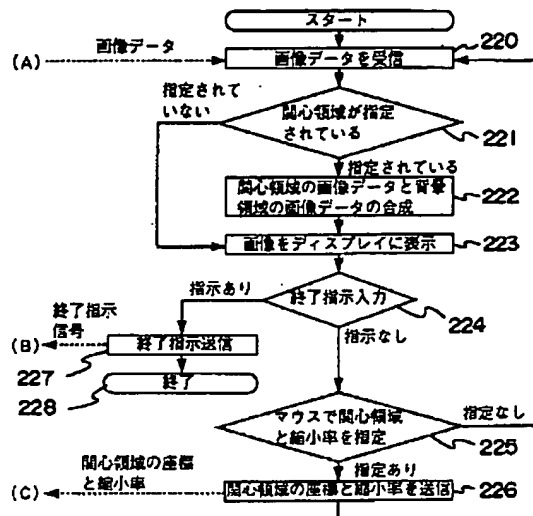 スタート
220
画像データ
(A)
画像データを受信
指定されて
いない
関心領域が指定
されている
221
指定されている
関心領域の画像データと背景
領域の画像データの合成
222
画像をディスプレイに表示
223
指示あり
終了指示入力
224
終了指示
信号
指示なし
(B)
終了指示送信
227
終了
228
マウスで関心領域
と縮小率を指定
指定なし
225
関心領域の座標
と縮小率
指定あり
(C)
関心領域の座標と縮小率を送信
226